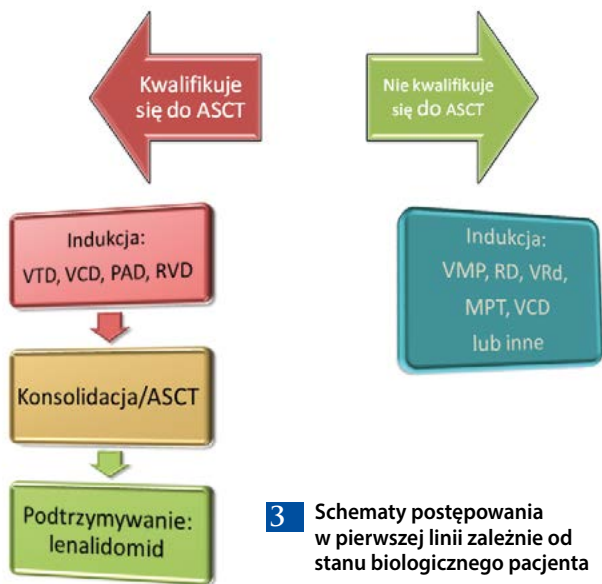 Kwalifikuje
się do ASCT
Nie kwalifikuje
się do ASCT
Indukcja:
VTD, VCD, PAD, RVD
Konsolidacja/ASCT
Podtrzymywanie:
lenalidomid
Indukcja:
VMP, RD, VRd,
MPT, VCD
lub inne
3 Schematy postępowania
w pierwszej linii zależnie od
stanu biologicznego pacjenta